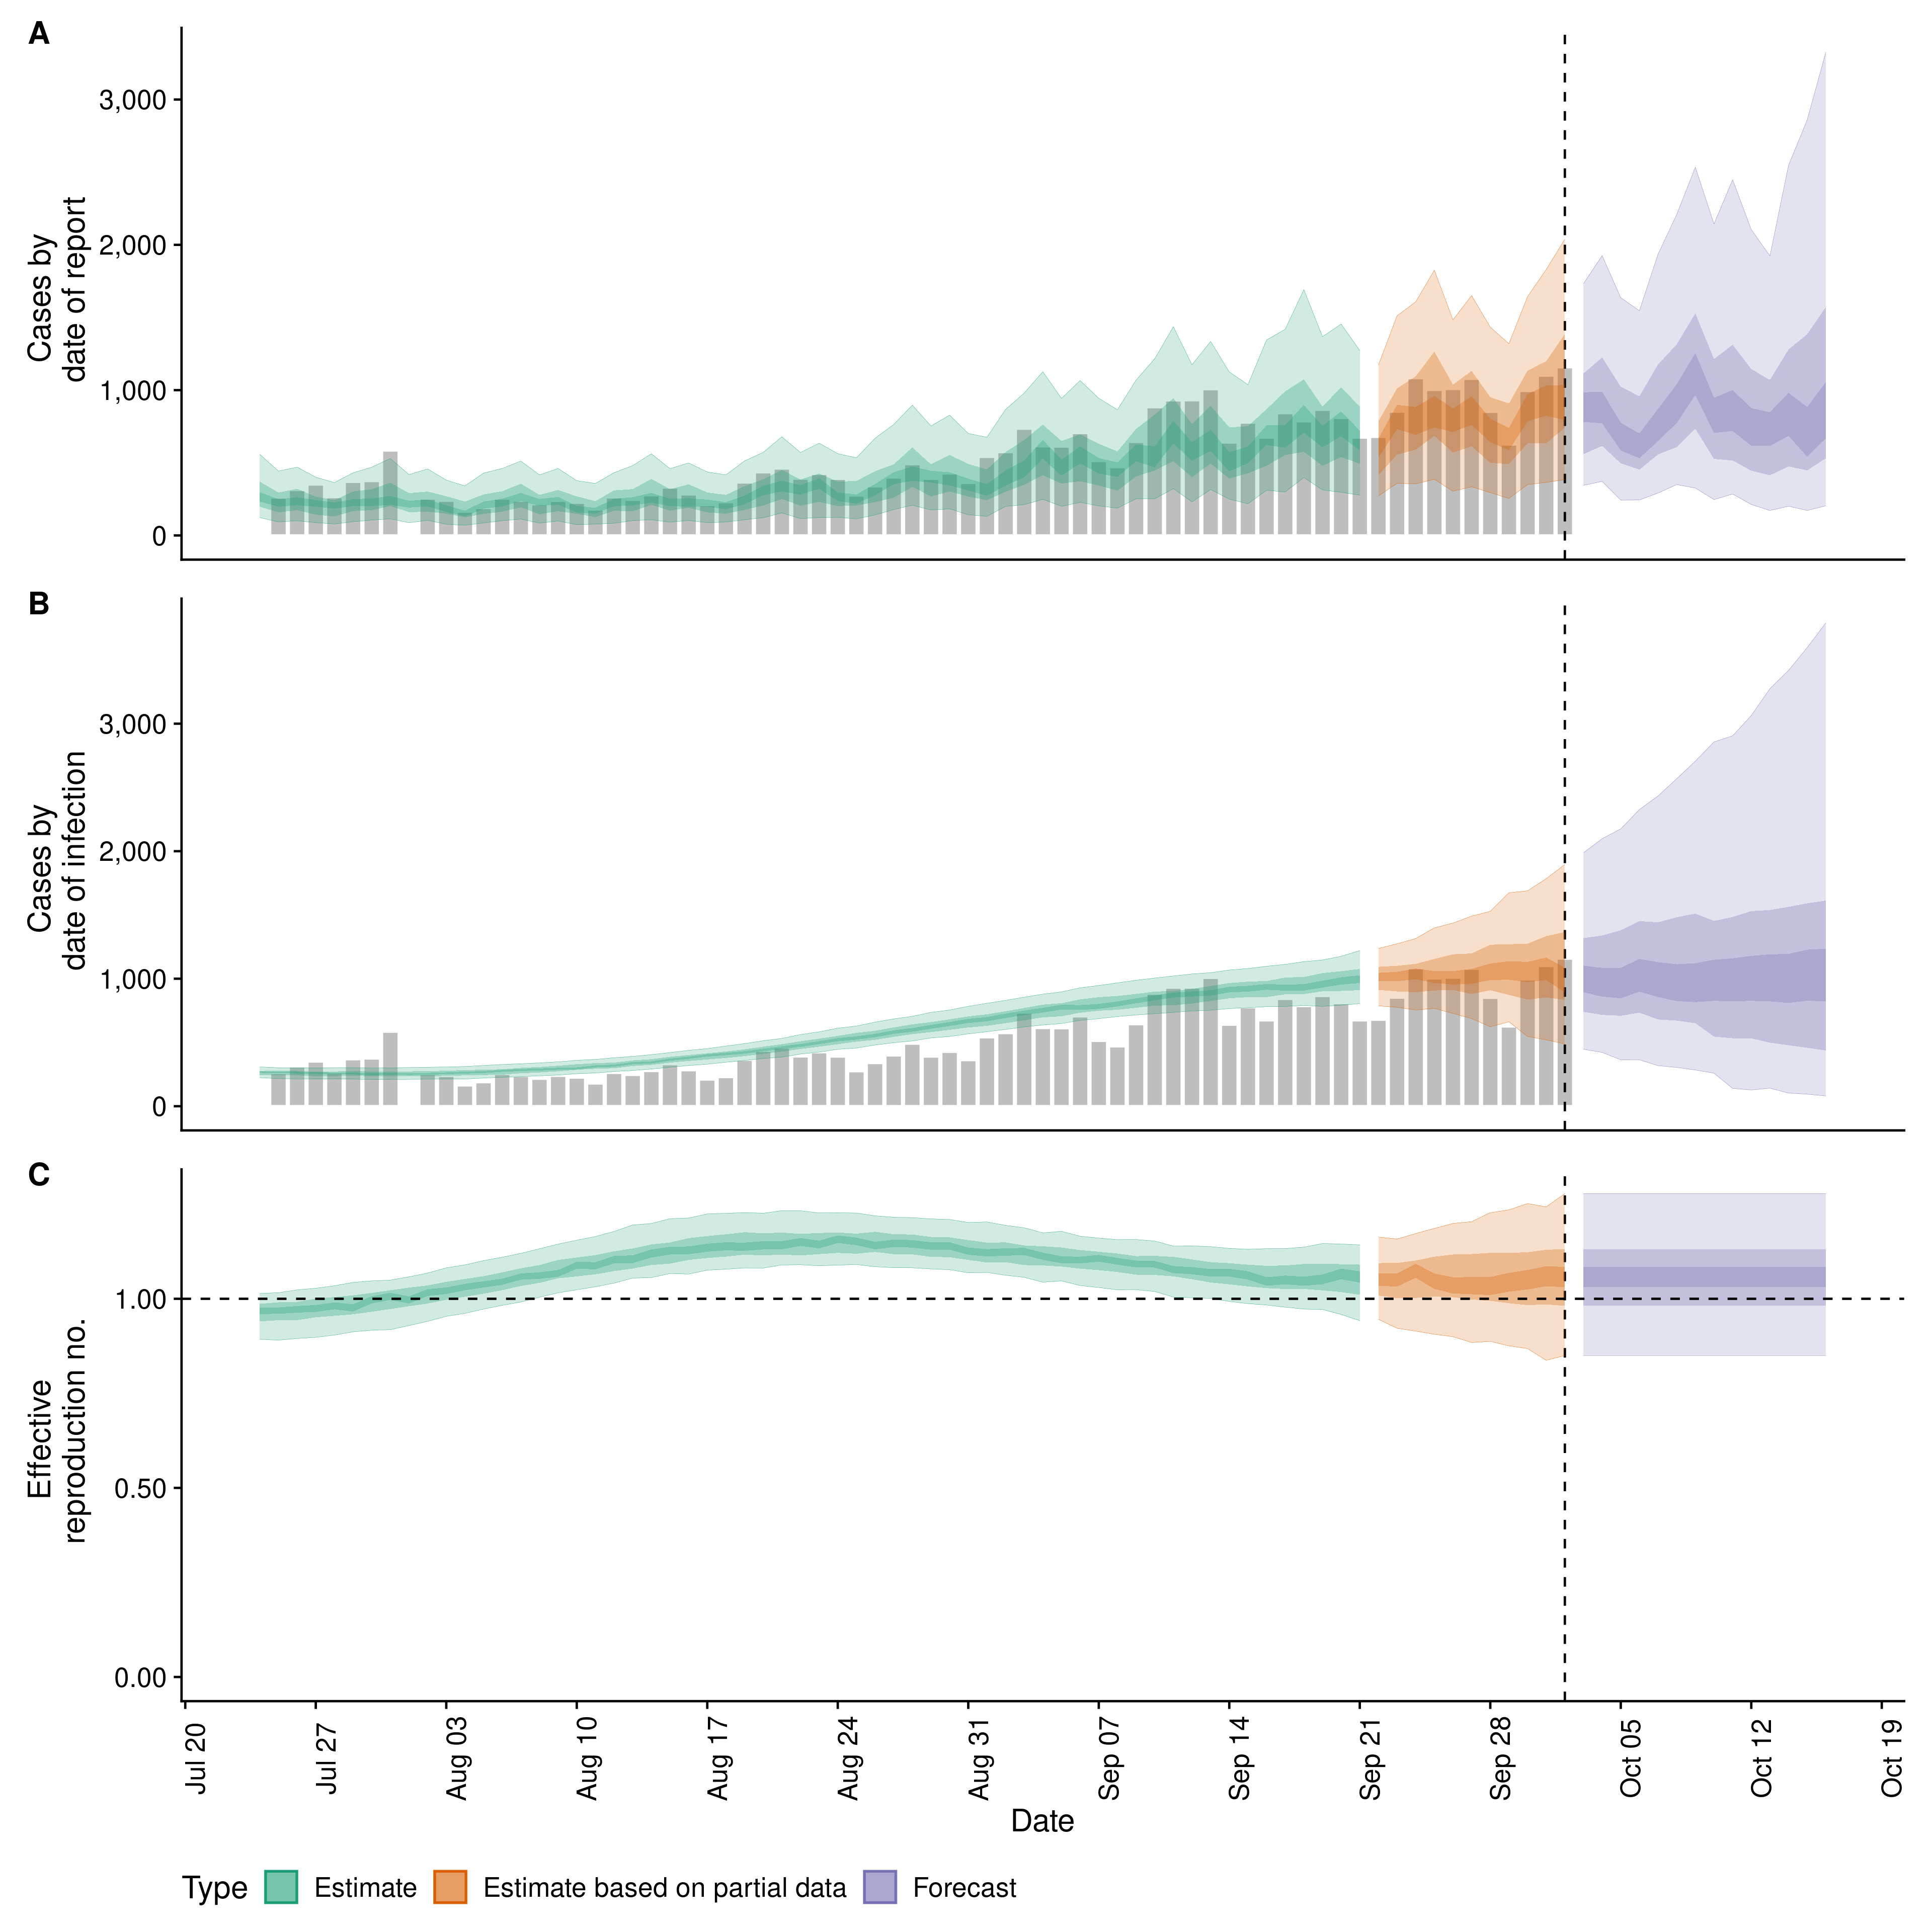 A
Cases by
date of report
3,000
2,000
1,000
0
B
Cases by
date of infection
3,000
2,000
1,000
0
C
Effective
reproduction no.
1.00
0.50
0.00
Jul 20
Jul 27
Aug 03
Aug 10
Aug 17
Aug 24
Aug 31
Sep 07
Sep 14
Sep 21
Sep 28
Oct 05
Oct 12
Oct 19
Date
Type Estimate Estimate based on partial data Forecast